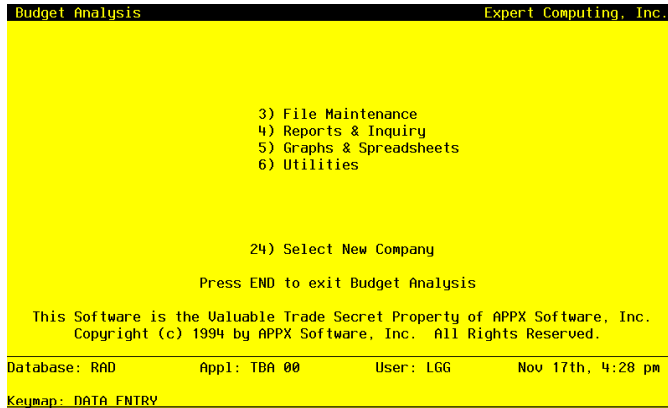 Budget Analysis Expert Computing, Inc.
3) File Maintenance
4) Reports & Inquiry
5) Graphs & Spreadsheets
6) Utilities
24) Select New Company
Press END to exit Budget Analysis
This Software is the Valuable Trade Secret Property of APPX Software, Inc.
Copyright (c) 1994 by APPX Software, Inc. All Rights Reserved.
Database: RAD Appl: TBA 00 User: LGG Nov 17th, 4:28 pm
Keymap: DATA ENTRY